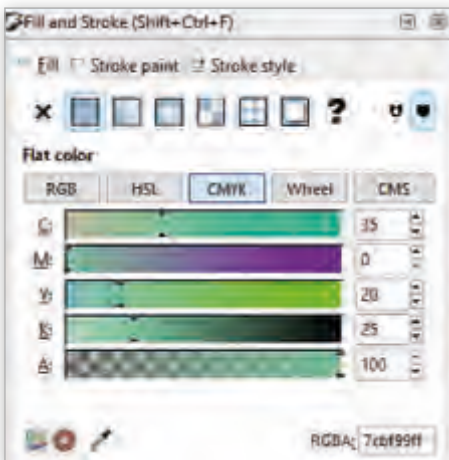 Fill and Stroke (Shift+Ctrl+F)
Fill Stroke paint Stroke style
?
Flat color
RGB HSL CMYK Wheel CMS
C: 35
M: 0
Y: 20
K: 25
A: 100
RGBA: 7cbf99ff